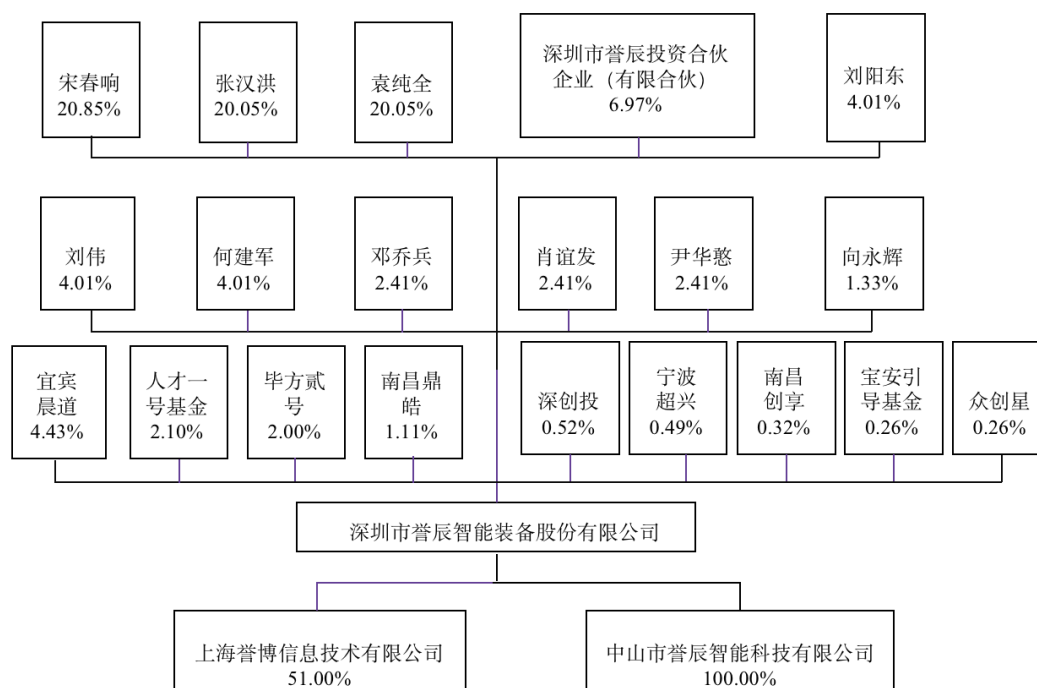 宋春响
20.85%
张汉洪
20.05%
袁纯全
20.05%
深圳市誉辰投资合伙
企业（有限合伙）
6.97%
刘阳东
4.01%
刘伟
4.01%
何建军
4.01%
邓乔兵
2.41%
肖谊发
2.41%
尹华憨
2.41%
向永辉
1.33%
宜宾
晨道
4.43%
人才一
号基金
2.10%
毕方贰
号
2.00%
南昌鼎
皓
1.11%
深创投
0.52%
宁波
超兴
0.49%
南昌
创享
0.32%
宝安引
导基金
0.26%
众创星
0.26%
深圳市誉辰智能装备股份有限公司
上海誉博信息技术有限公司
51.00%
中山市誉辰智能科技有限公司
100.00%